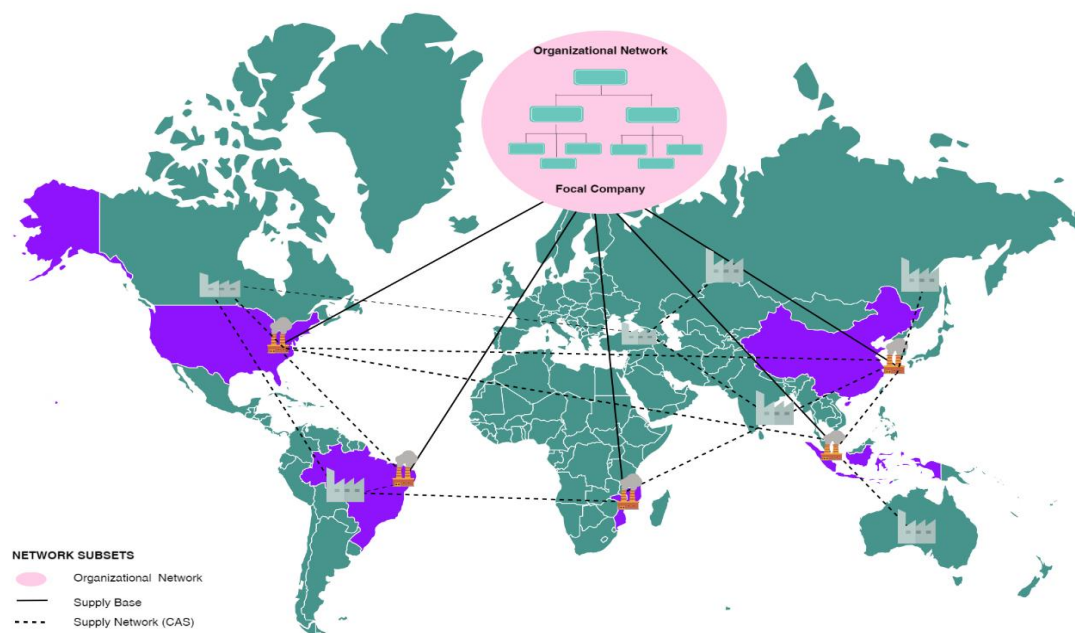 Organizational Network
Focal Company
NETWORK SUBSETS
Organizational Network
Supply Base
Supply Network (CAS)